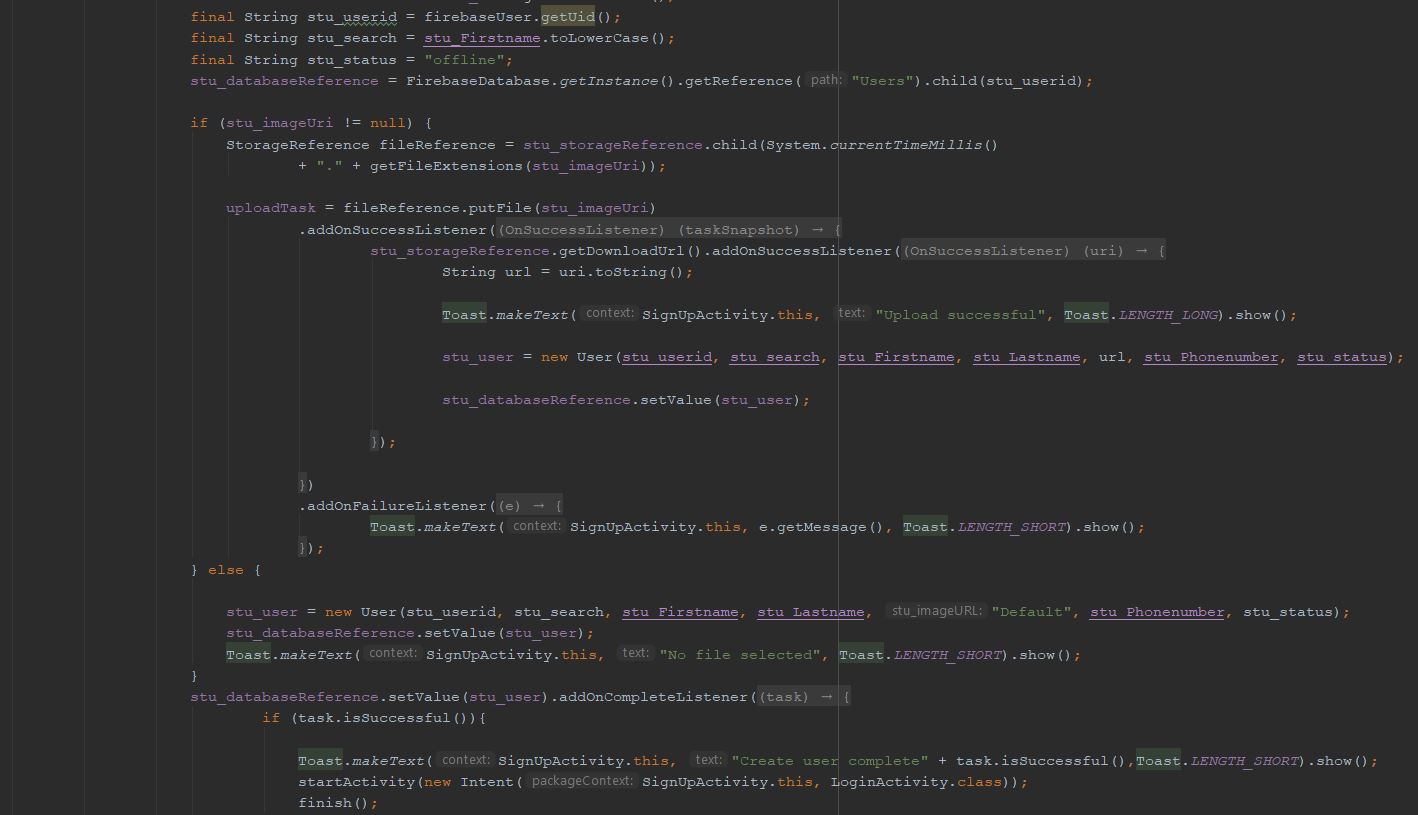 final String stu_userid = firebaseUser.getUid();
final String stu_search = stu_Firstname.toLowerCase();
final String stu_status = "offline";
stu_databaseReference = FirebaseDatabase.getInstance().getReference( path: "Users").child(stu_userid);
if (stu_imageUri != null) {
StorageReference fileReference = stu_storageReference.child(System.currentTimeMillis()
+ "." + getFileExtensions(stu_imageUri));
uploadTask = fileReference.putFile(stu_imageUri)
.addOnSuccessListener((OnSuccessListener) (taskSnapshot) → {
stu_storageReference.getDownloadUrl().addOnSuccessListener((OnSuccessListener) (uri) → {
String url = uri.toString();
Toast.makeText( context: SignUpActivity.this, text: "Upload successful", Toast.LENGTH_LONG).show();
stu_user = new User(stu_userid, stu_search, stu_Firstname, stu_Lastname, url, stu_Phonenumber, stu_status);
stu_databaseReference.setValue(stu_user);
});
})
.addOnFailureListener((e) → {
Toast.makeText( context: SignUpActivity.this, e.getMessage(), Toast.LENGTH_SHORT).show();
});
} else {
stu_user = new User(stu_userid, stu_search, stu_Firstname, stu_Lastname, stu_imageURL: "Default", stu_Phonenumber, stu_status);
stu_databaseReference.setValue(stu_user);
Toast.makeText( context: SignUpActivity.this, text: "No file selected", Toast.LENGTH_SHORT).show();
}
stu_databaseReference.setValue(stu_user).addOnCompleteListener((task) → {
if (task.isSuccessful()){
Toast.makeText( context: SignUpActivity.this, text: "Create user complete" + task.isSuccessful(),Toast.LENGTH_SHORT).show();
startActivity(new Intent( packageContext: SignUpActivity.this, LoginActivity.class));
finish();